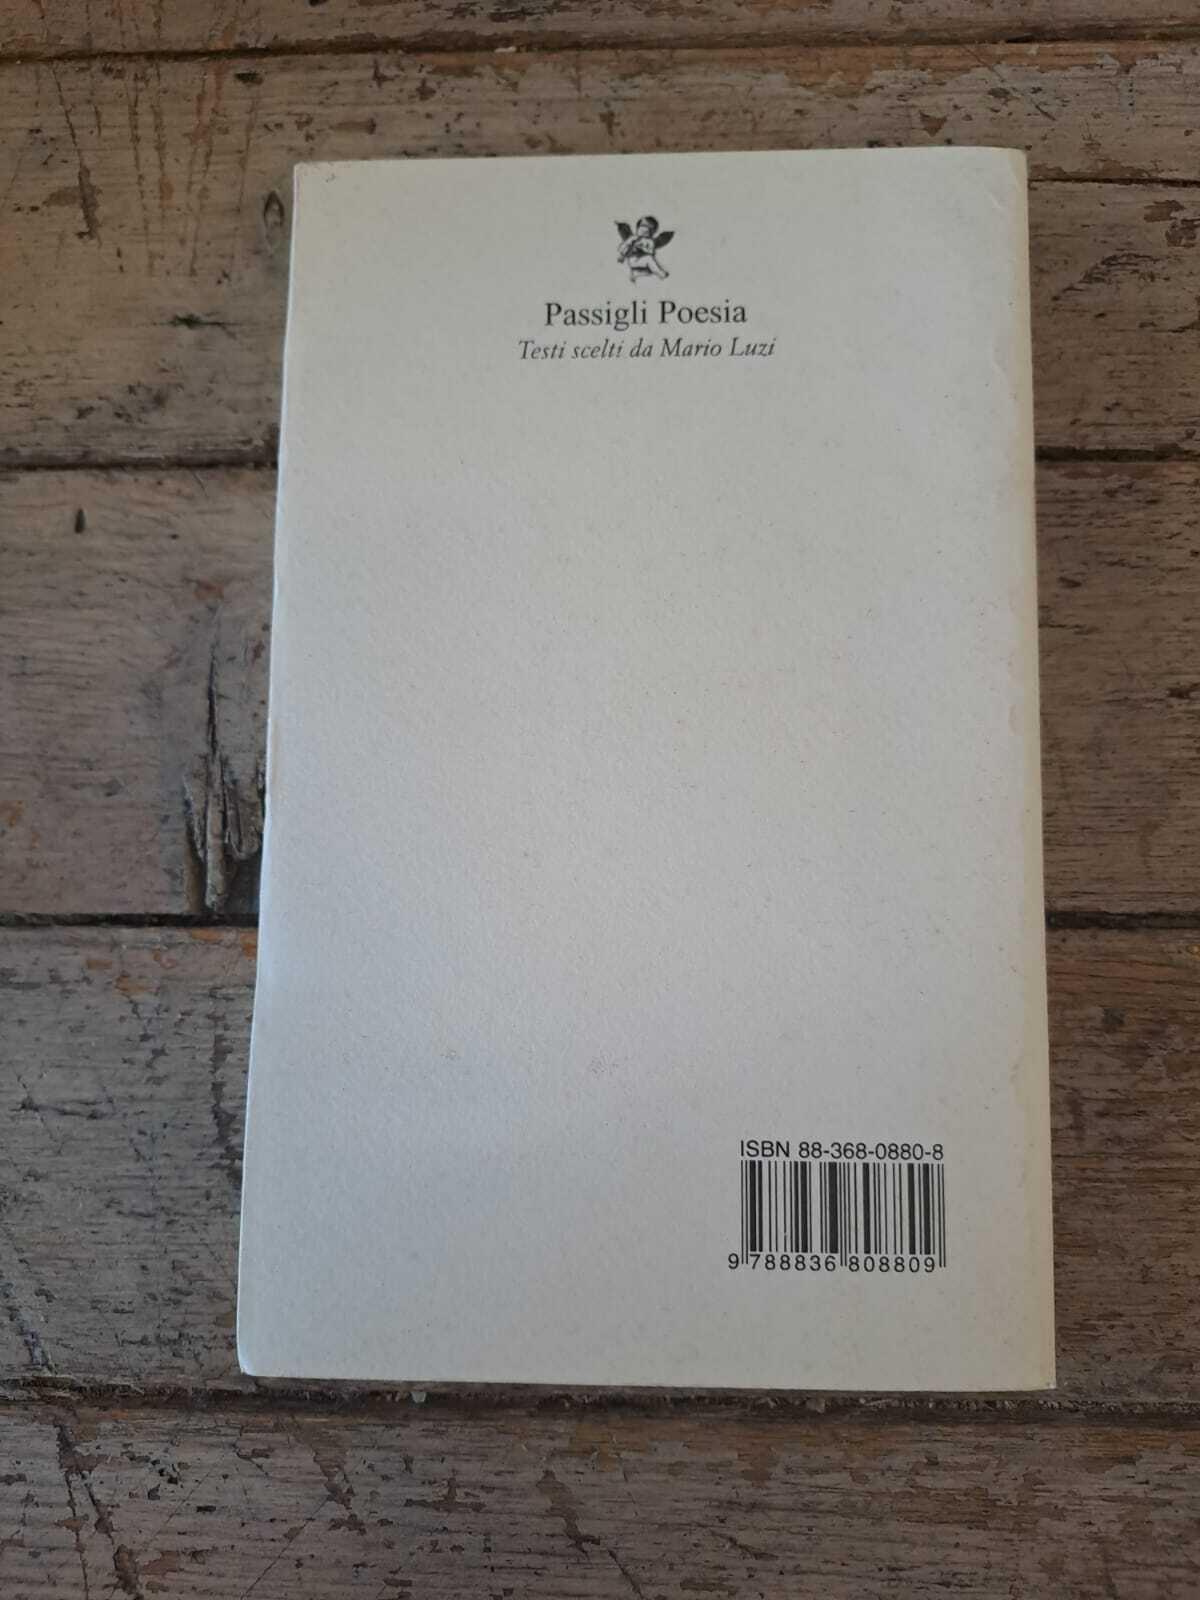 Passigli Poesia
Testi scelti da Mario Luzi
ISBN 88-368-0880-8
9 788836 808809